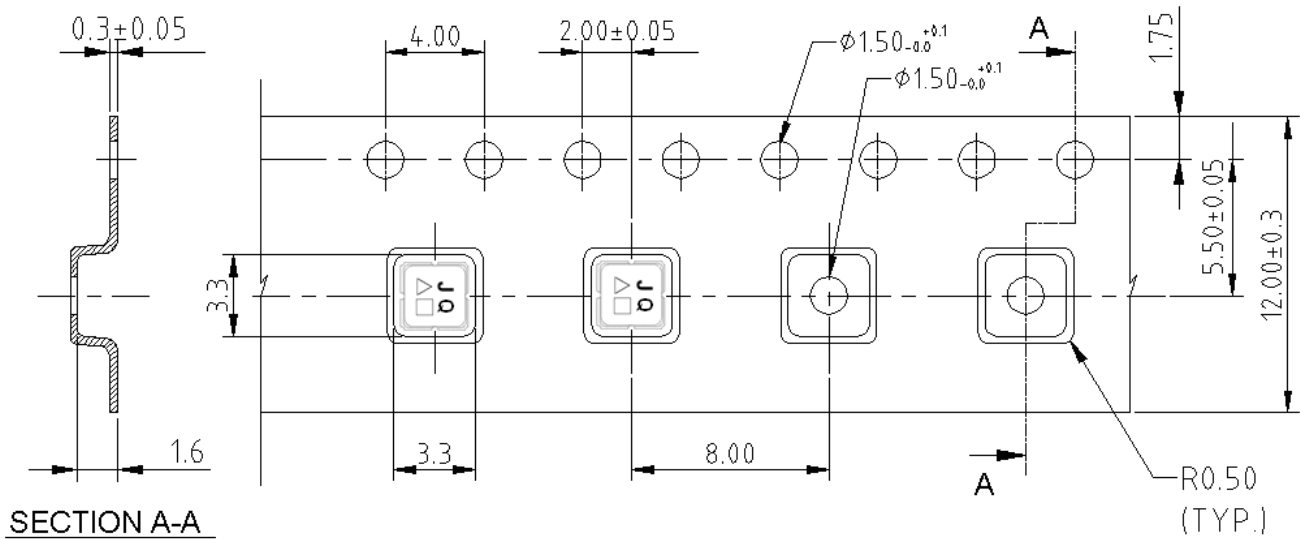 0.3±0.05
4.00
2.00±0.05
Φ1.50-0.0+0.1
Φ1.50-0.0+0.1
A
1.75
5.50±0.05
12.00±0.3
3.3
JQ
JQ
1.6
3.3
8.00
A
R0.50
(TYP.)
SECTION A-A